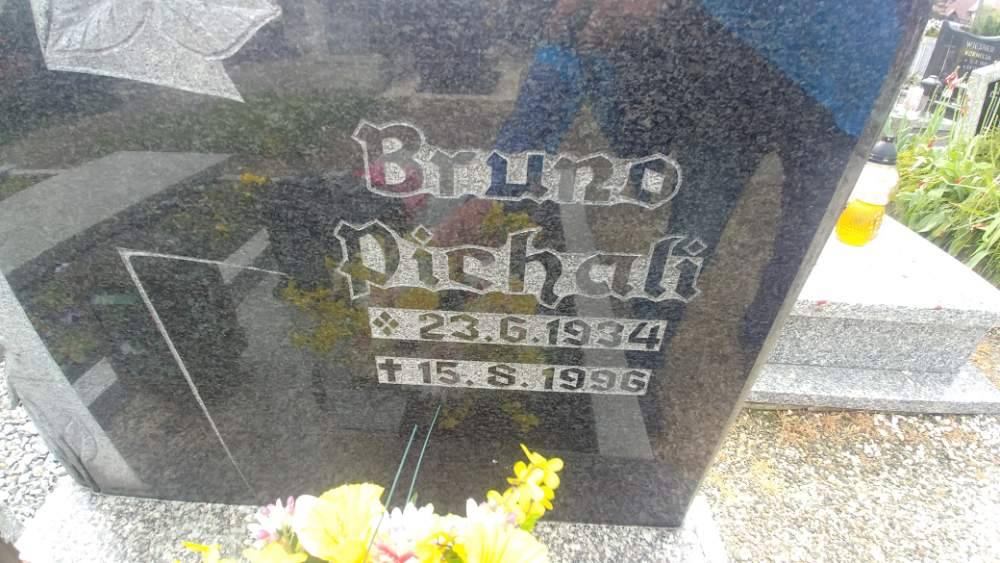 Bruno
Pichali
❖ 23.6.1934
✝ 15.8.1996